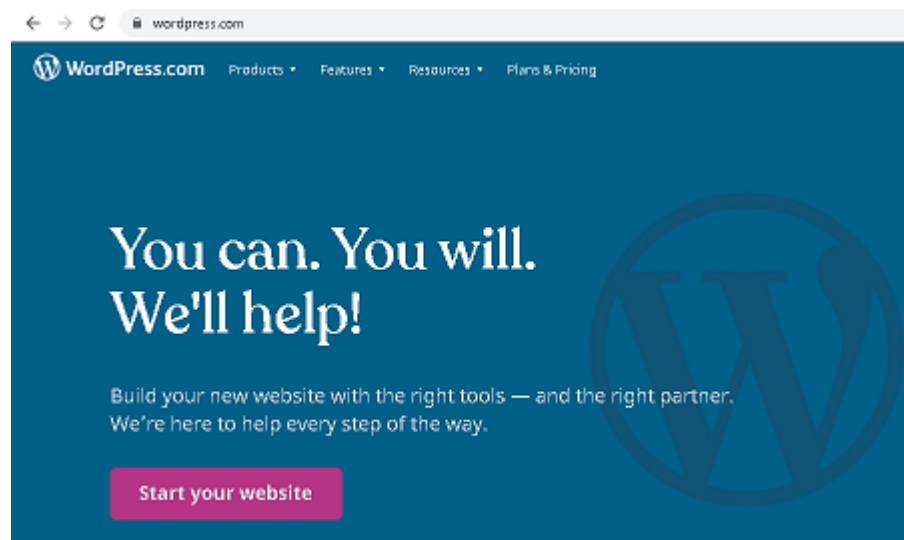 wordpress.com
WordPress.com Products Features Resources Plans & Pricing
You can. You will.
We'll help!
Build your new website with the right tools — and the right partner.
We're here to help every step of the way.
Start your website